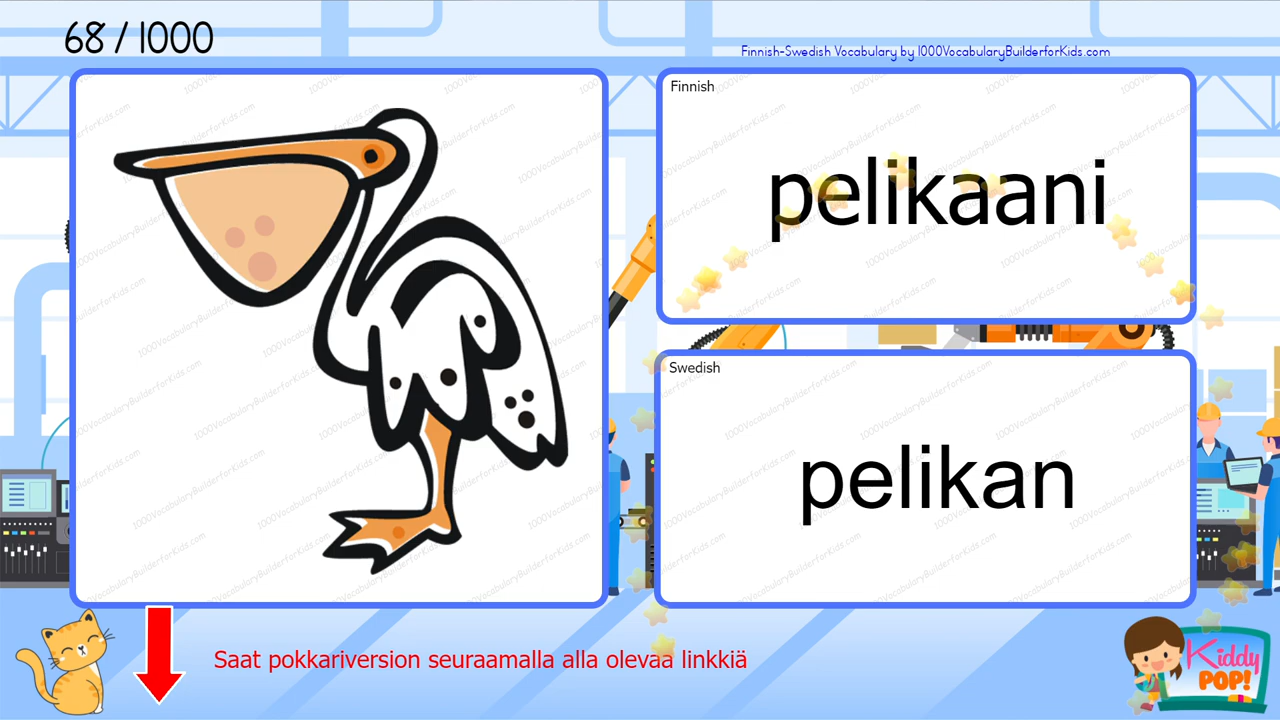 68 / 1000
Finnish-Swedish Vocabulary by 1000VocabularyBuilderforKids.com
Finnish
pelikaani
Swedish
pelikan
Saat pokkariversion seuraamalla alla olevaa linkkiä
Kiddy
POP!